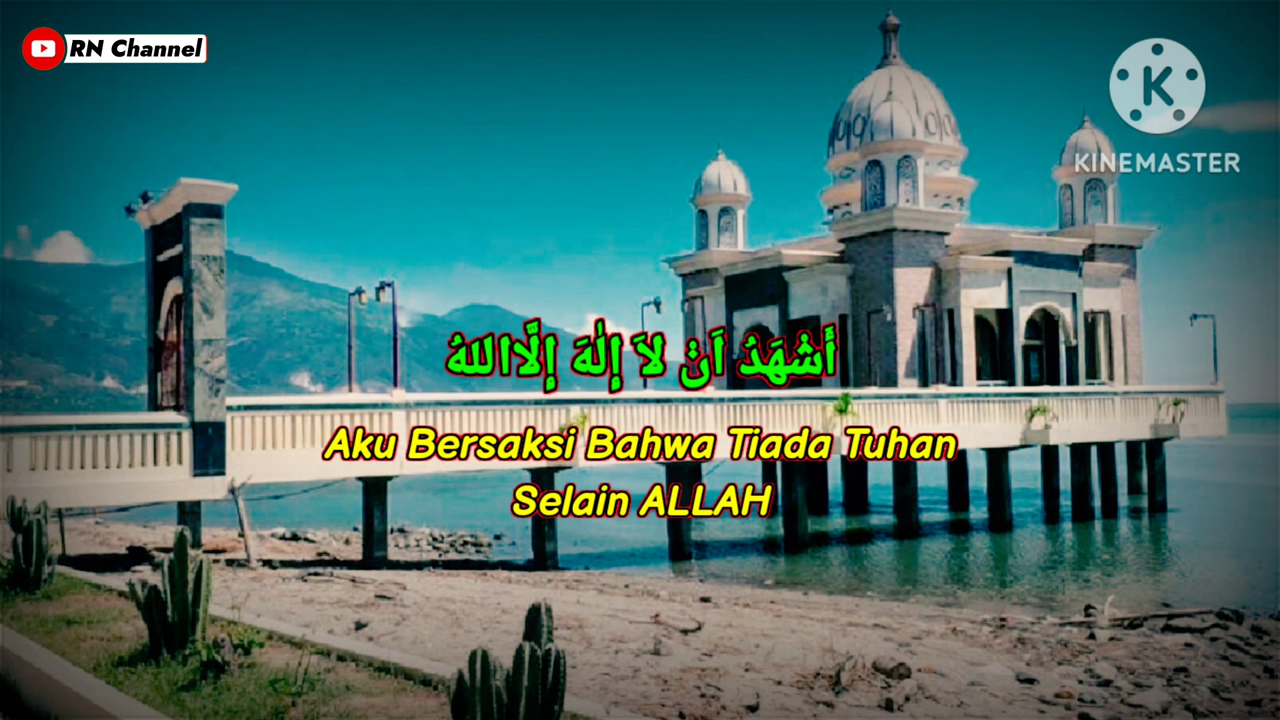 RN Channel
K
KINEMASTER
أَشْهَدُ اَنْ لاَ إِلٰهَ إِلَّااللهُ
Aku Bersaksi Bahwa Tiada Tuhan
Selain ALLAH